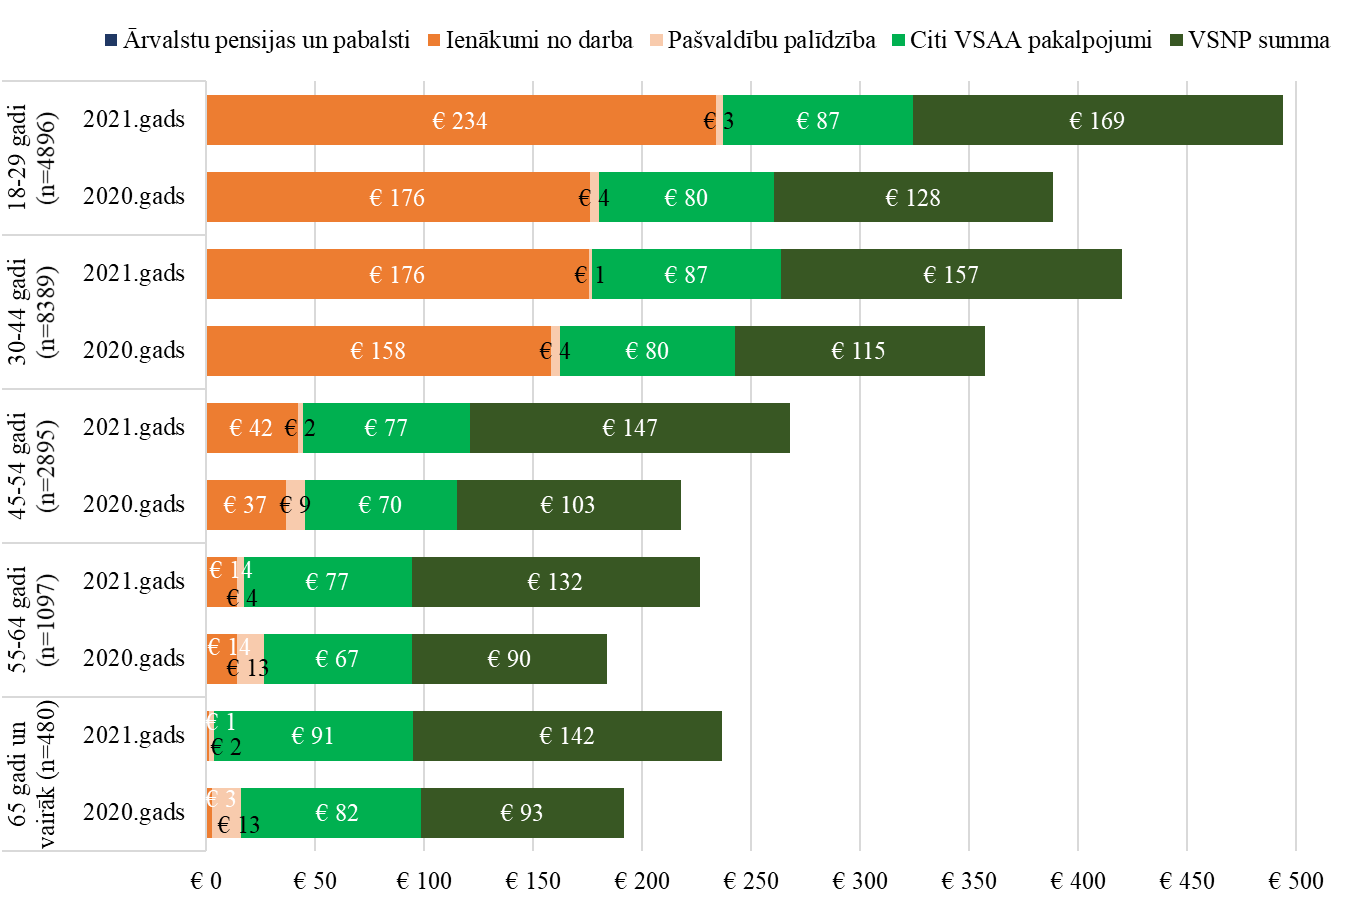 Ārvalstu pensijas un pabalsti Ienākumi no darba Pašvaldību palīdzība Citi VSAA pakalpojumi VSNP summa
18-29 gadi
(n=4896)
2021.gads € 234 € 3 € 87 € 169
2020.gads € 176 € 4 € 80 € 128
30-44 gadi
(n=8389)
2021.gads € 176 € 1 € 87 € 157
2020.gads € 158 € 4 € 80 € 115
45-54 gadi
(n=2895)
2021.gads € 42 € 2 € 77 € 147
2020.gads € 37 € 9 € 70 € 103
55-64 gadi
(n=1097)
2021.gads € 14 € 4 € 77 € 132
2020.gads € 14 € 13 € 67 € 90
65 gadi un
vairāk (n=480)
2021.gads € 1 € 2 € 91 € 142
2020.gads € 3 € 13 € 82 € 93
€ 0 € 50 € 100 € 150 € 200 € 250 € 300 € 350 € 400 € 450 € 500